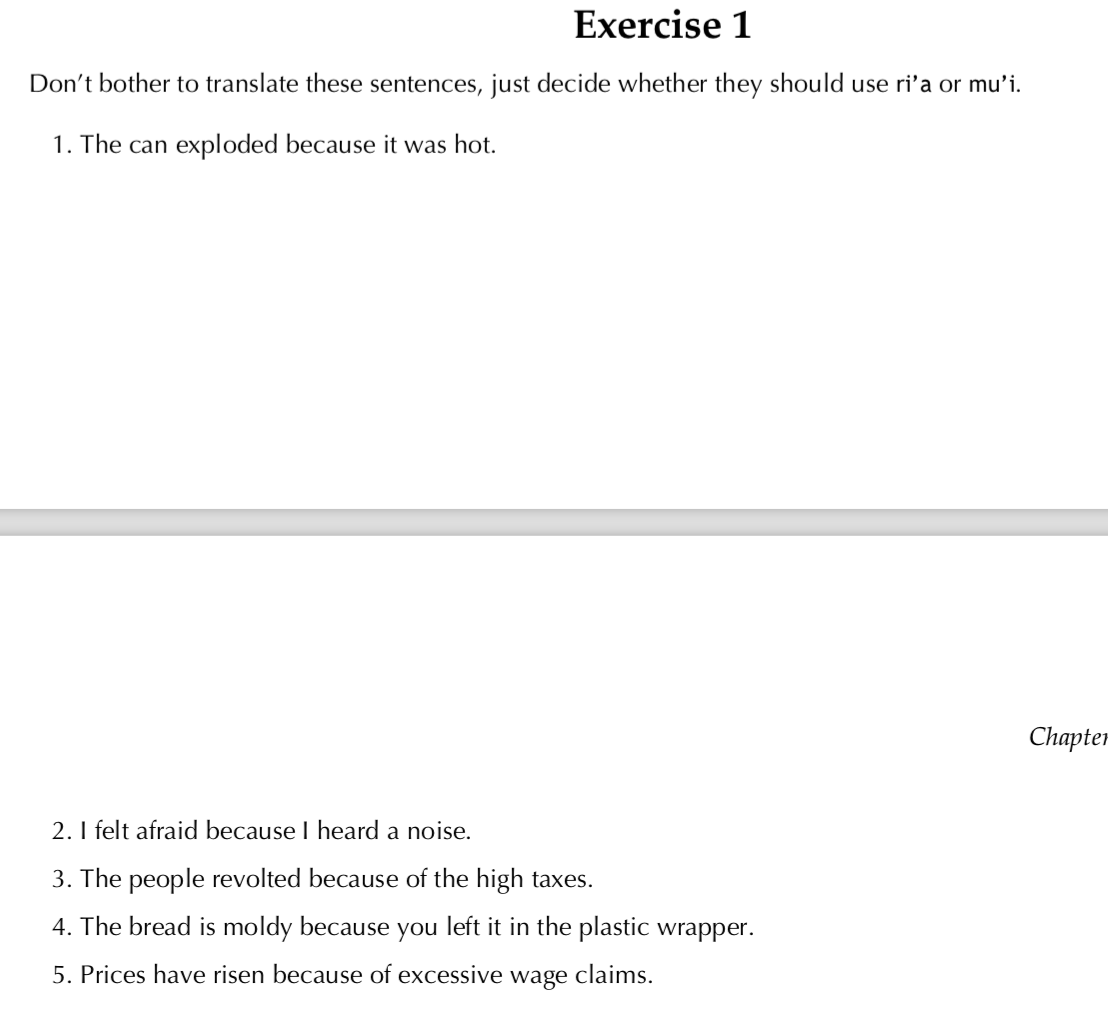 Exercise 1
Don’t bother to translate these sentences, just decide whether they should use ri’a or mu’i.
1. The can exploded because it was hot.
Chapter
2. I felt afraid because I heard a noise.
3. The people revolted because of the high taxes.
4. The bread is moldy because you left it in the plastic wrapper.
5. Prices have risen because of excessive wage claims.